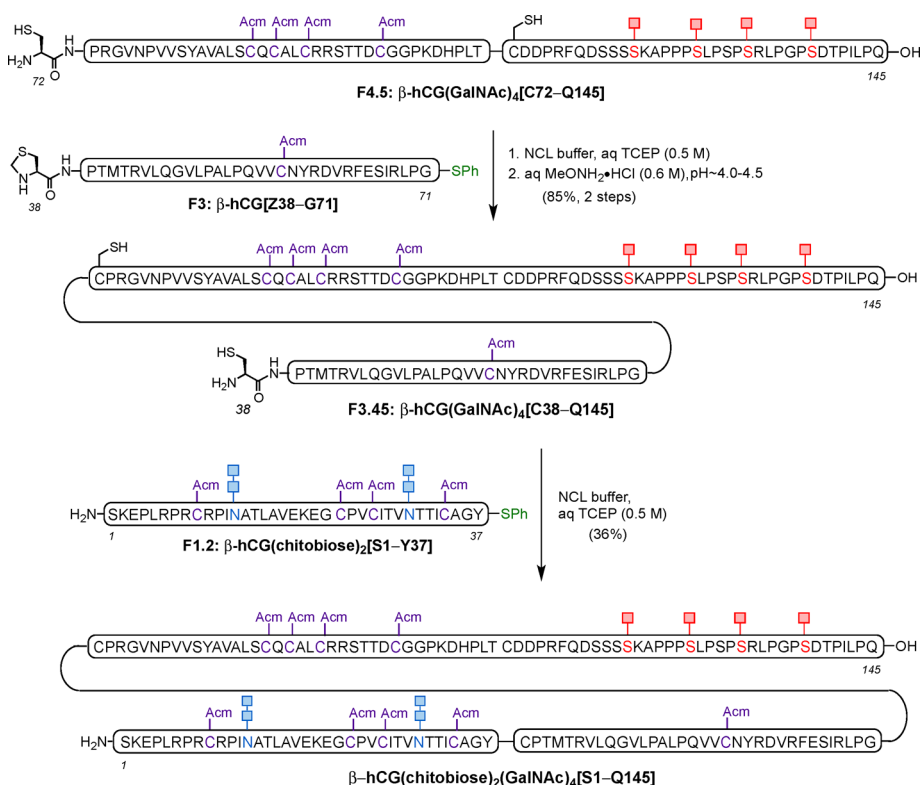 Acm Acm Acm Acm
HS SH
H N O H2N 72
PRGVNPVVSYAVALSCQCALCRRSTTDCGGPKDHPLT CDDPRFQDSSSSKAPPPSLPSPSRLPGPSDTPILPQ OH
145
F4.5: β-hCG(GalNAc)4[C72–Q145]
Acm
S HN H N O
PTMTRVLQGVLPALPQVVCNYRDVRFESIRLPG SPh
38 71
F3: β-hCG[Z38–G71]
1. NCL buffer, aq TCEP (0.5 M)
2. aq MeONH2•HCl (0.6 M),pH~4.0-4.5
(85%, 2 steps)
SH Acm Acm Acm Acm
CPRGVNPVVSYAVALSCQCALCRRSTTDCGGPKDHPLT CDDPRFQDSSSSKAPPPSLPSPSRLPGPSDTPILPQ OH
145
Acm
HS H N O H2N
PTMTRVLQGVLPALPQVVCNYRDVRFESIRLPG
38
F3.45: β-hCG(GalNAc)4[C38–Q145]
Acm Acm Acm Acm
H2N SKEPLRPRCRPINATLAVEKEGCPVCITVNTTICAGY SPh
1 37
F1.2: β-hCG(chitobiose)2[S1–Y37]
NCL buffer,
aq TCEP (0.5 M)
(36%)
Acm Acm Acm Acm
CPRGVNPVVSYAVALSCQCALCRRSTTDCGGPKDHPLT CDDPRFQDSSSSKAPPPSLPSPSRLPGPSDTPILPQ OH
145
Acm Acm Acm Acm Acm
H2N SKEPLRPRCRPINATLAVEKEGCPVCITVNTTICAGY CPTMTRVLQGVLPALPQVVCNYRDVRFESIRLPG
1
β–hCG(chitobiose)2(GalNAc)4[S1–Q145]